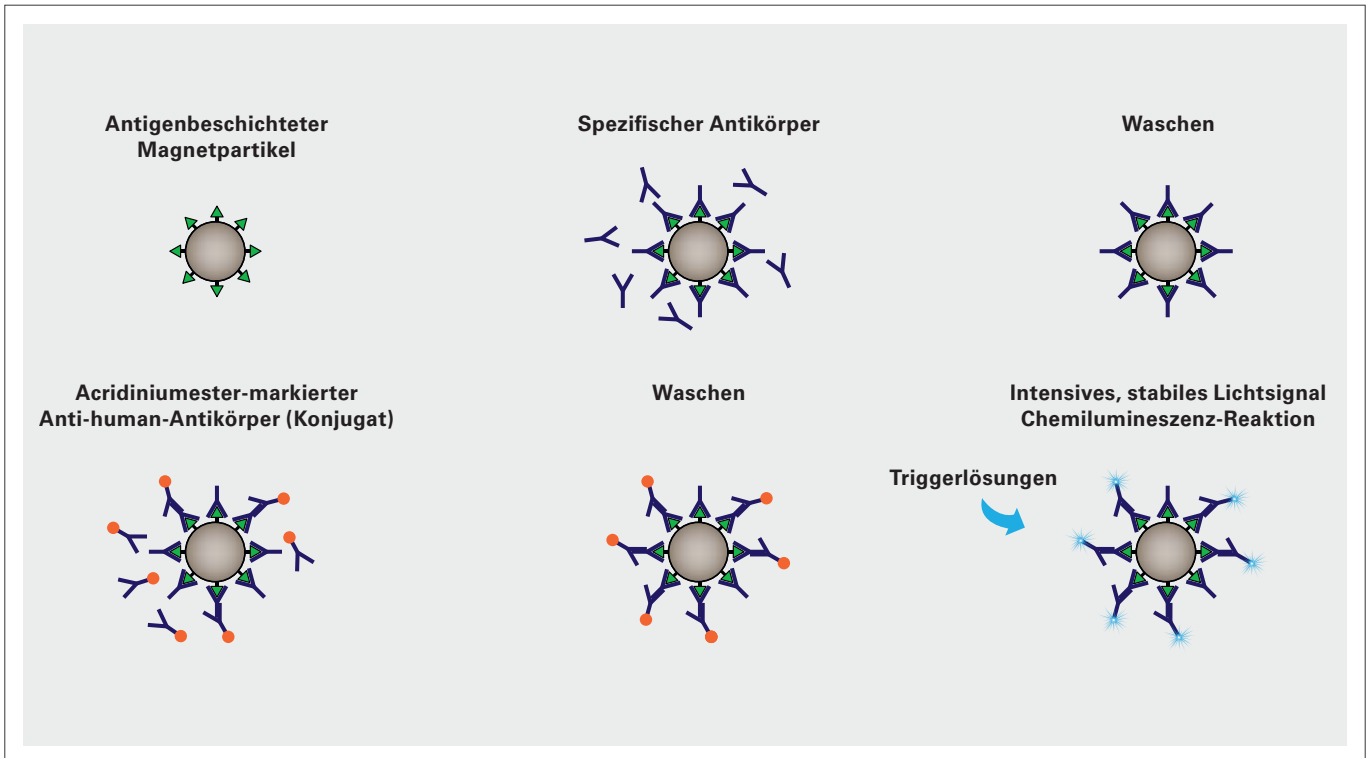 Antigenbeschichteter
Magnetpartikel
Spezifischer Antikörper
Waschen
Acridiniumester-markierter
Anti-human-Antikörper (Konjugat)
Waschen
Intensives, stabiles Lichtsignal
Chemilumineszenz-Reaktion
Triggerlösungen